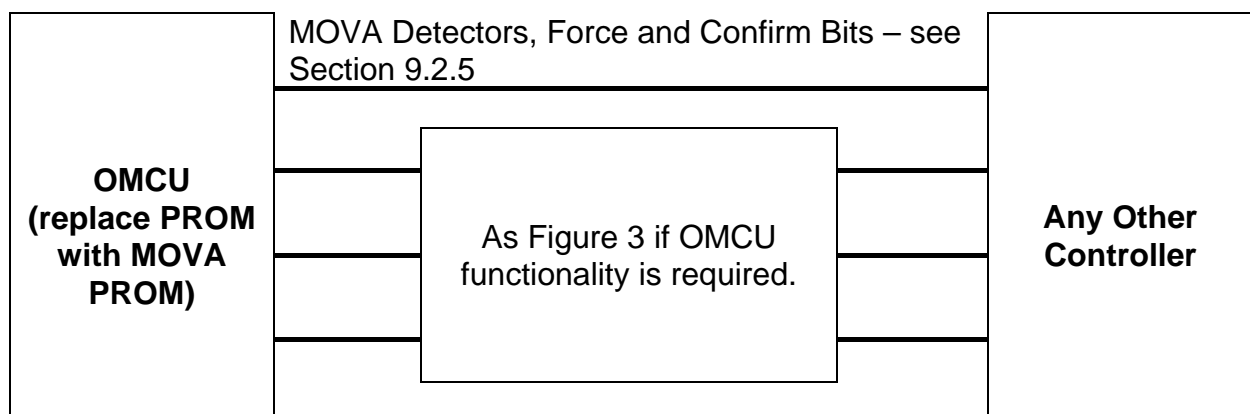 MOVA Detectors, Force and Confirm Bits – see
Section 9.2.5
OMCU
(replace PROM
with MOVA
PROM)
As Figure 3 if OMCU
functionality is required.
Any Other
Controller